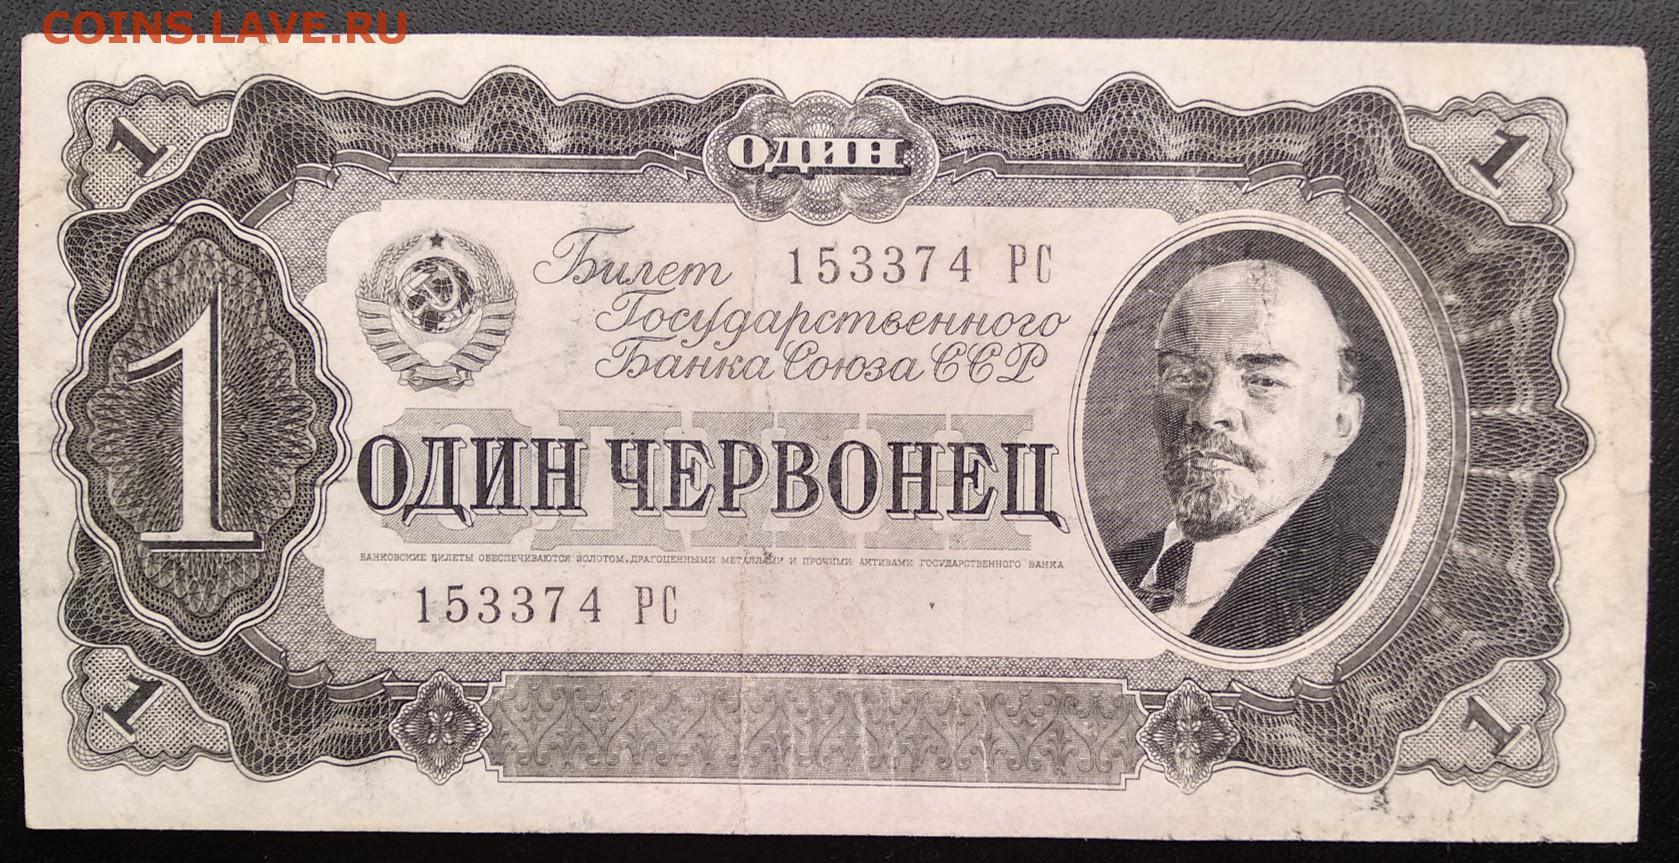 COINS.LAVE.RU
1
ОДИН
1
Билет 153374 РС
Государственного
Банка Союза ССР
1
ОДИН
ОДИН ЧЕРВОНЕЦ
БАНКОВСКИЕ БИЛЕТЫ ОБЕСПЕЧИВАЮТСЯ ЗОЛОТОМ, ДРАГОЦЕННЫМИ МЕТАЛЛАМИ И ПРОЧИМИ АКТИВАМИ ГОСУДАРСТВЕННОГО БАНКА
153374 РС
1
1